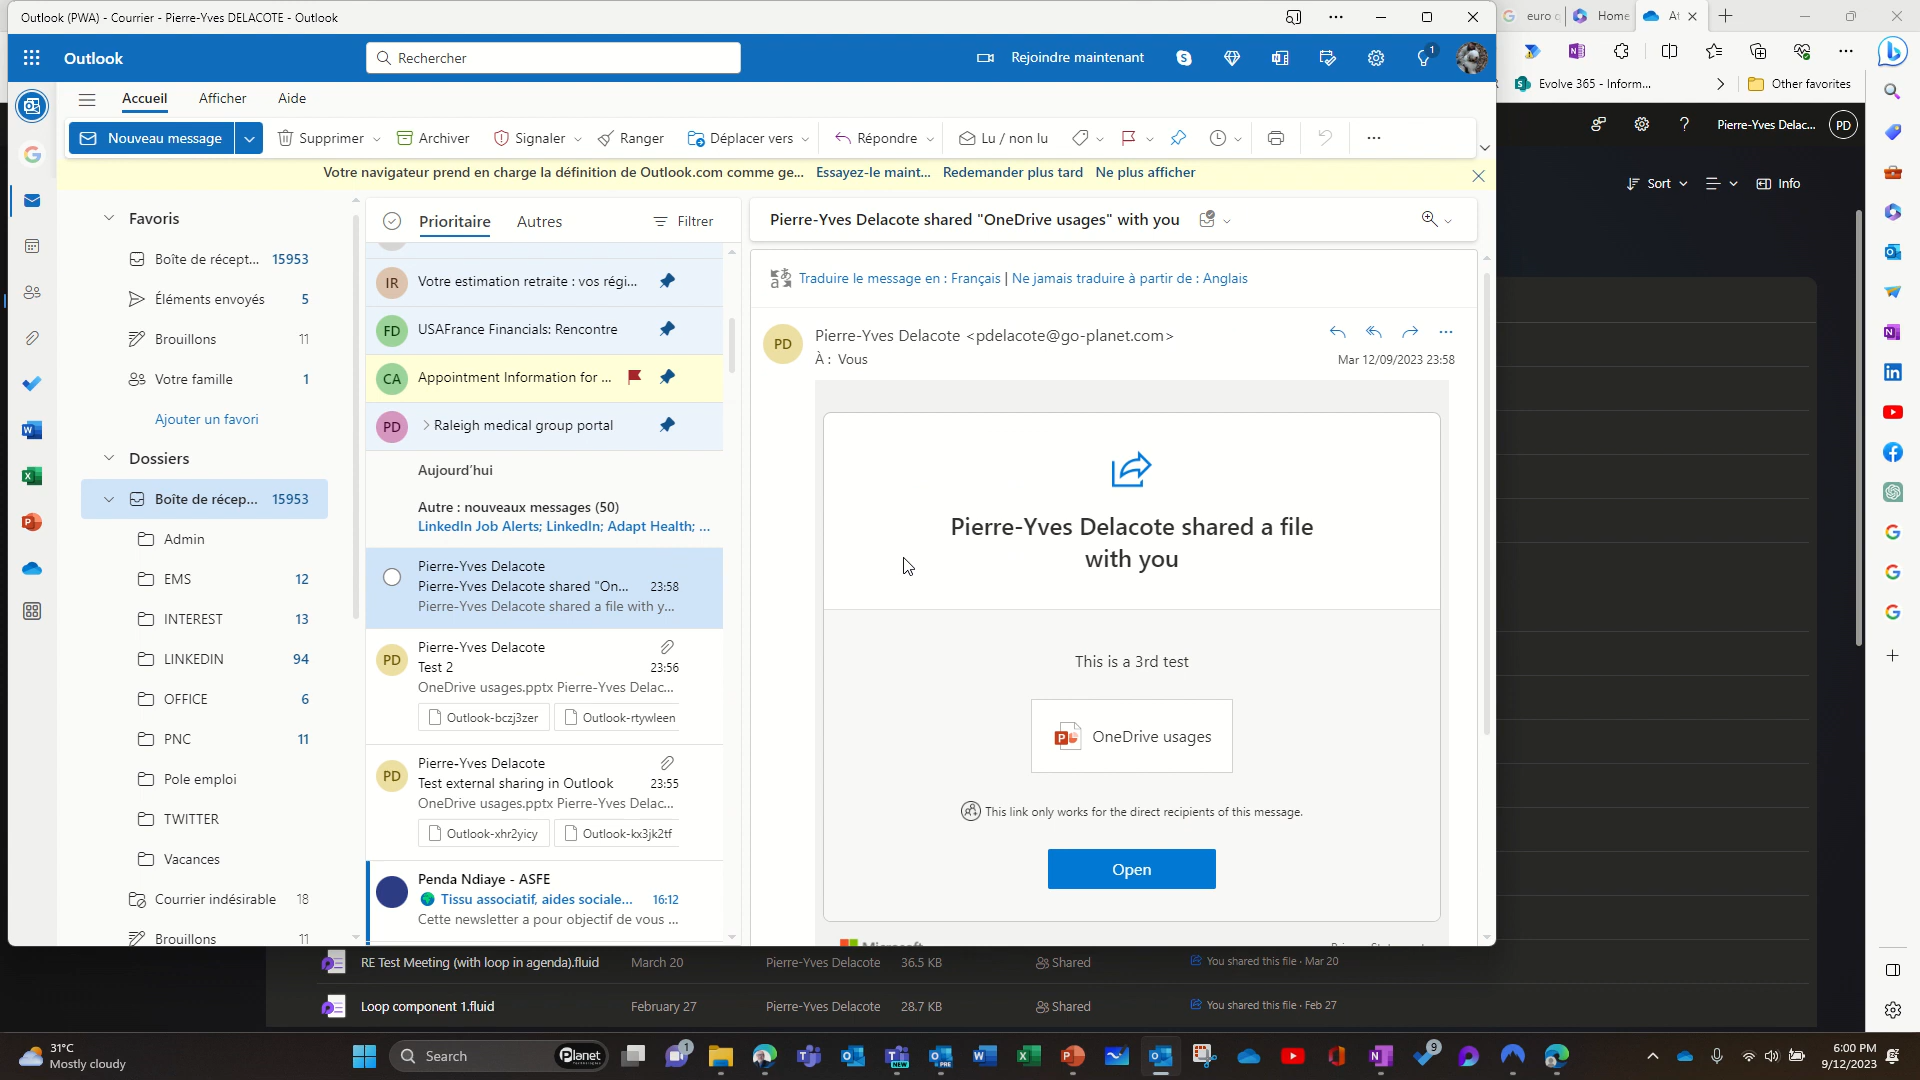 Outlook (PWA) - Courrier - Pierre-Yves DELACOTE - Outlook
euro c
Home
At
Outlook
Rechercher
Rejoindre maintenant
1
Evolve 365 - Inform...
Other favorites
Accueil
Afficher
Aide
Pierre-Yves Delac...
PD
Nouveau message
Supprimer
Archiver
Signaler
Ranger
Déplacer vers
Répondre
Lu / non lu
Votre navigateur prend en charge la définition de Outlook.com comme ge...
Essayez-le maint...
Redemander plus tard
Ne plus afficher
Sort
Info
Favoris
Boîte de récept... 15953
Éléments envoyés 5
Brouillons 11
Votre famille 1
Ajouter un favori
Dossiers
Boîte de récep... 15953
Admin
EMS 12
INTEREST 13
LINKEDIN 94
OFFICE 6
PNC 11
Pole emploi
TWITTER
Vacances
Courrier indésirable 18
Brouillons 11
Prioritaire
Autres
Filtrer
IR
Votre estimation retraite : vos régi...
FD
USAFrance Financials: Rencontre
CA
Appointment Information for ...
PD
Raleigh medical group portal
Aujourd'hui
Autre : nouveaux messages (50)
LinkedIn Job Alerts; LinkedIn; Adapt Health; ...
Pierre-Yves Delacote
Pierre-Yves Delacote shared "On... 23:58
Pierre-Yves Delacote shared a file with y...
PD
Pierre-Yves Delacote
Test 2 23:56
OneDrive usages.pptx Pierre-Yves Delac...
Outlook-bczj3zer
Outlook-rtywleen
PD
Pierre-Yves Delacote
Test external sharing in Outlook 23:55
OneDrive usages.pptx Pierre-Yves Delac...
Outlook-xhr2yicy
Outlook-kx3jk2tf
Penda Ndiaye - ASFE
Tissu associatif, aides sociale... 16:12
Cette newsletter a pour objectif de vous ...
Pierre-Yves Delacote shared "OneDrive usages" with you
Traduire le message en : Français | Ne jamais traduire à partir de : Anglais
PD
Pierre-Yves Delacote <pdelacote@go-planet.com>
À : Vous
Mar 12/09/2023 23:58
Pierre-Yves Delacote shared a file
with you
This is a 3rd test
OneDrive usages
This link only works for the direct recipients of this message.
Open
Microsoft
RE Test Meeting (with loop in agenda).fluid March 20 Pierre-Yves Delacote 36.5 KB Shared You shared this file · Mar 20
Loop component 1.fluid February 27 Pierre-Yves Delacote 28.7 KB Shared You shared this file · Feb 27
31°C
Mostly cloudy
Search
Planet
1
NEW
PRE
9
6:00 PM
9/12/2023